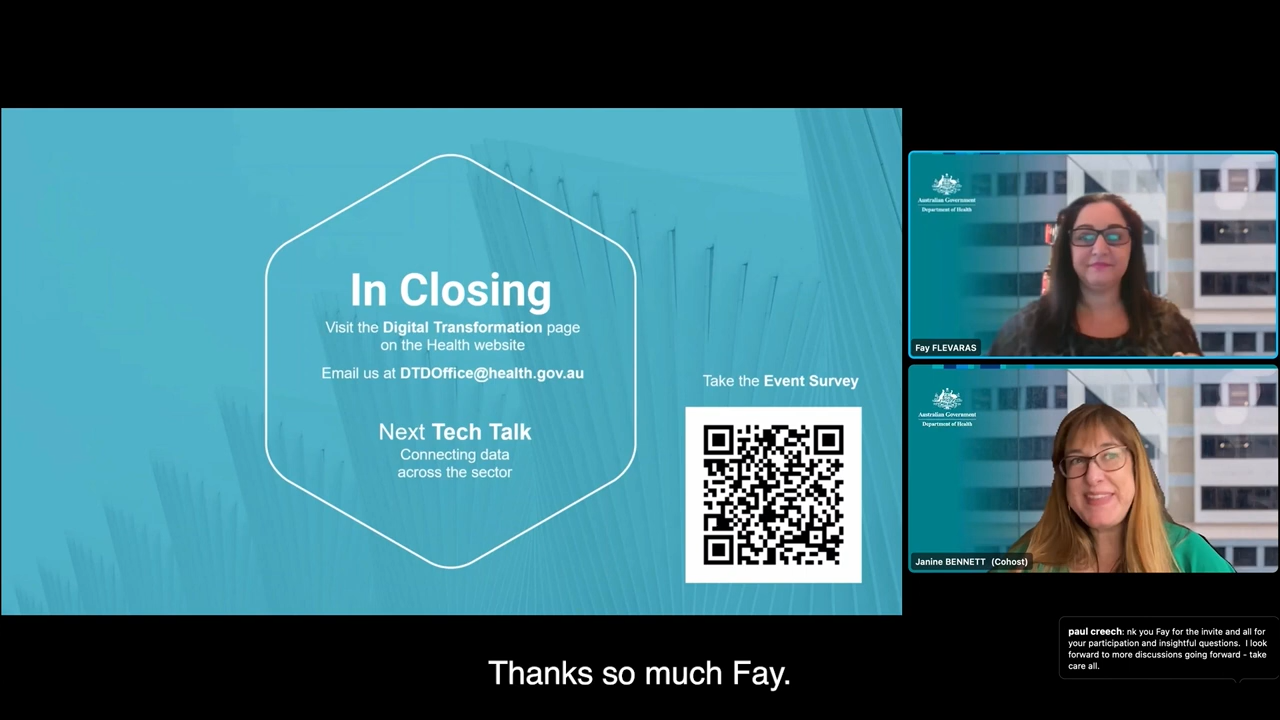 In Closing
Visit the Digital Transformation page
on the Health website
Email us at DTDOffice@health.gov.au
Next Tech Talk
Connecting data
across the sector
Take the Event Survey
Australian Government
Department of Health
Fay FLEVARAS
Australian Government
Department of Health
Janine BENNETT (Cohost)
paul creech: nk you Fay for the invite and all for
your participation and insightful questions. I look
forward to more discussions going forward - take
care all.
Thanks so much Fay.